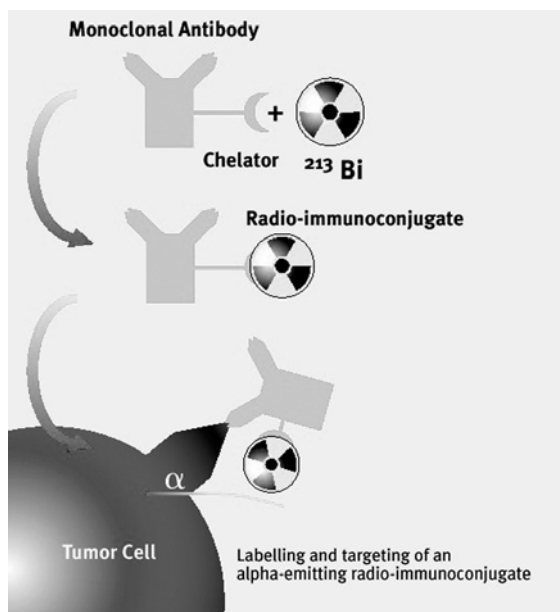 Monoclonal Antibody
+
Chelator
²¹³ Bi
Radio-immunoconjugate
α
Tumor Cell
Labelling and targeting of an
alpha-emitting radio-immunoconjugate